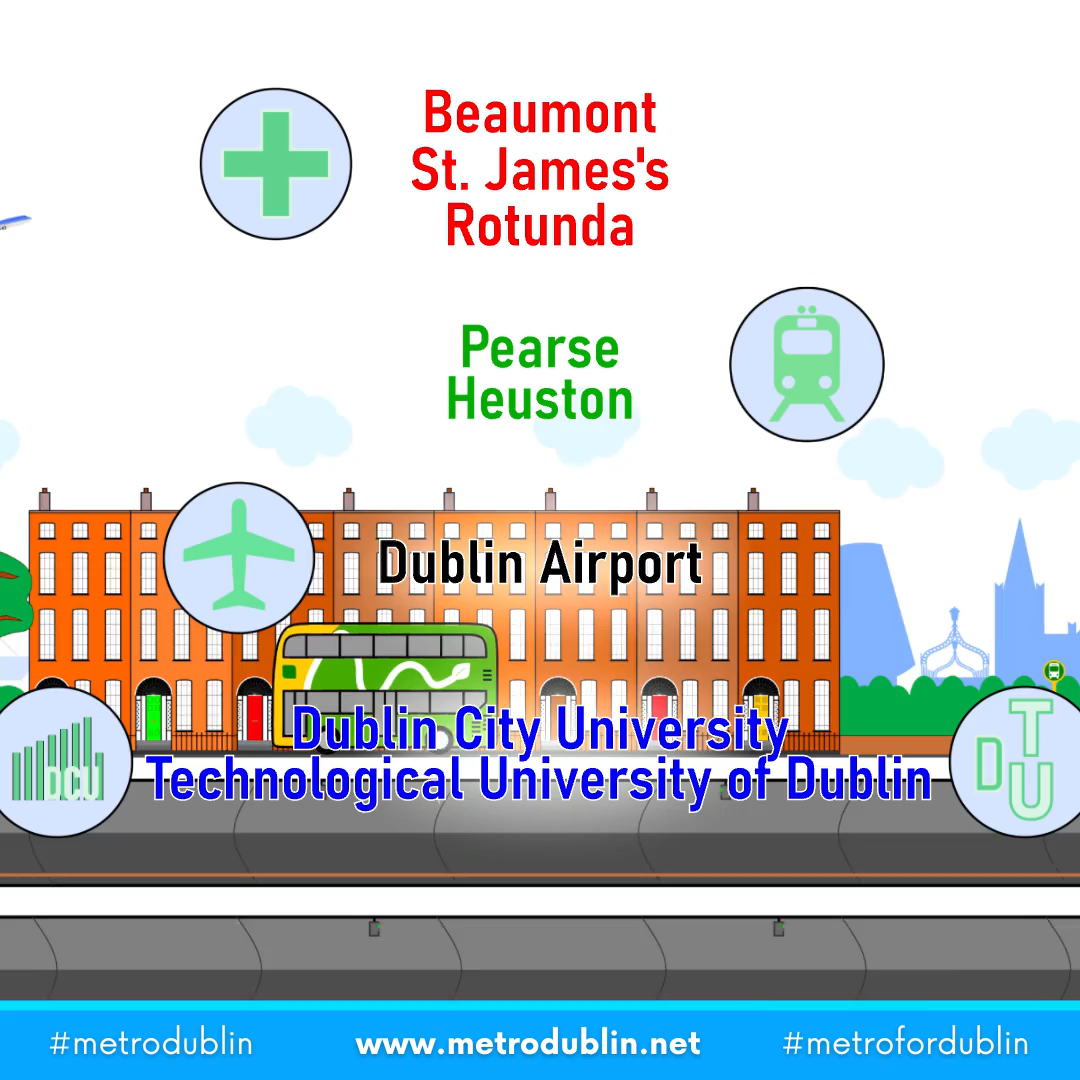 Beaumont
St. James's
Rotunda
Pearse
Heuston
Dublin Airport
DCU
Dublin City University
Technological University of Dublin
T
D
U
#metrodublin
www.metrodublin.net
#metrofordublin